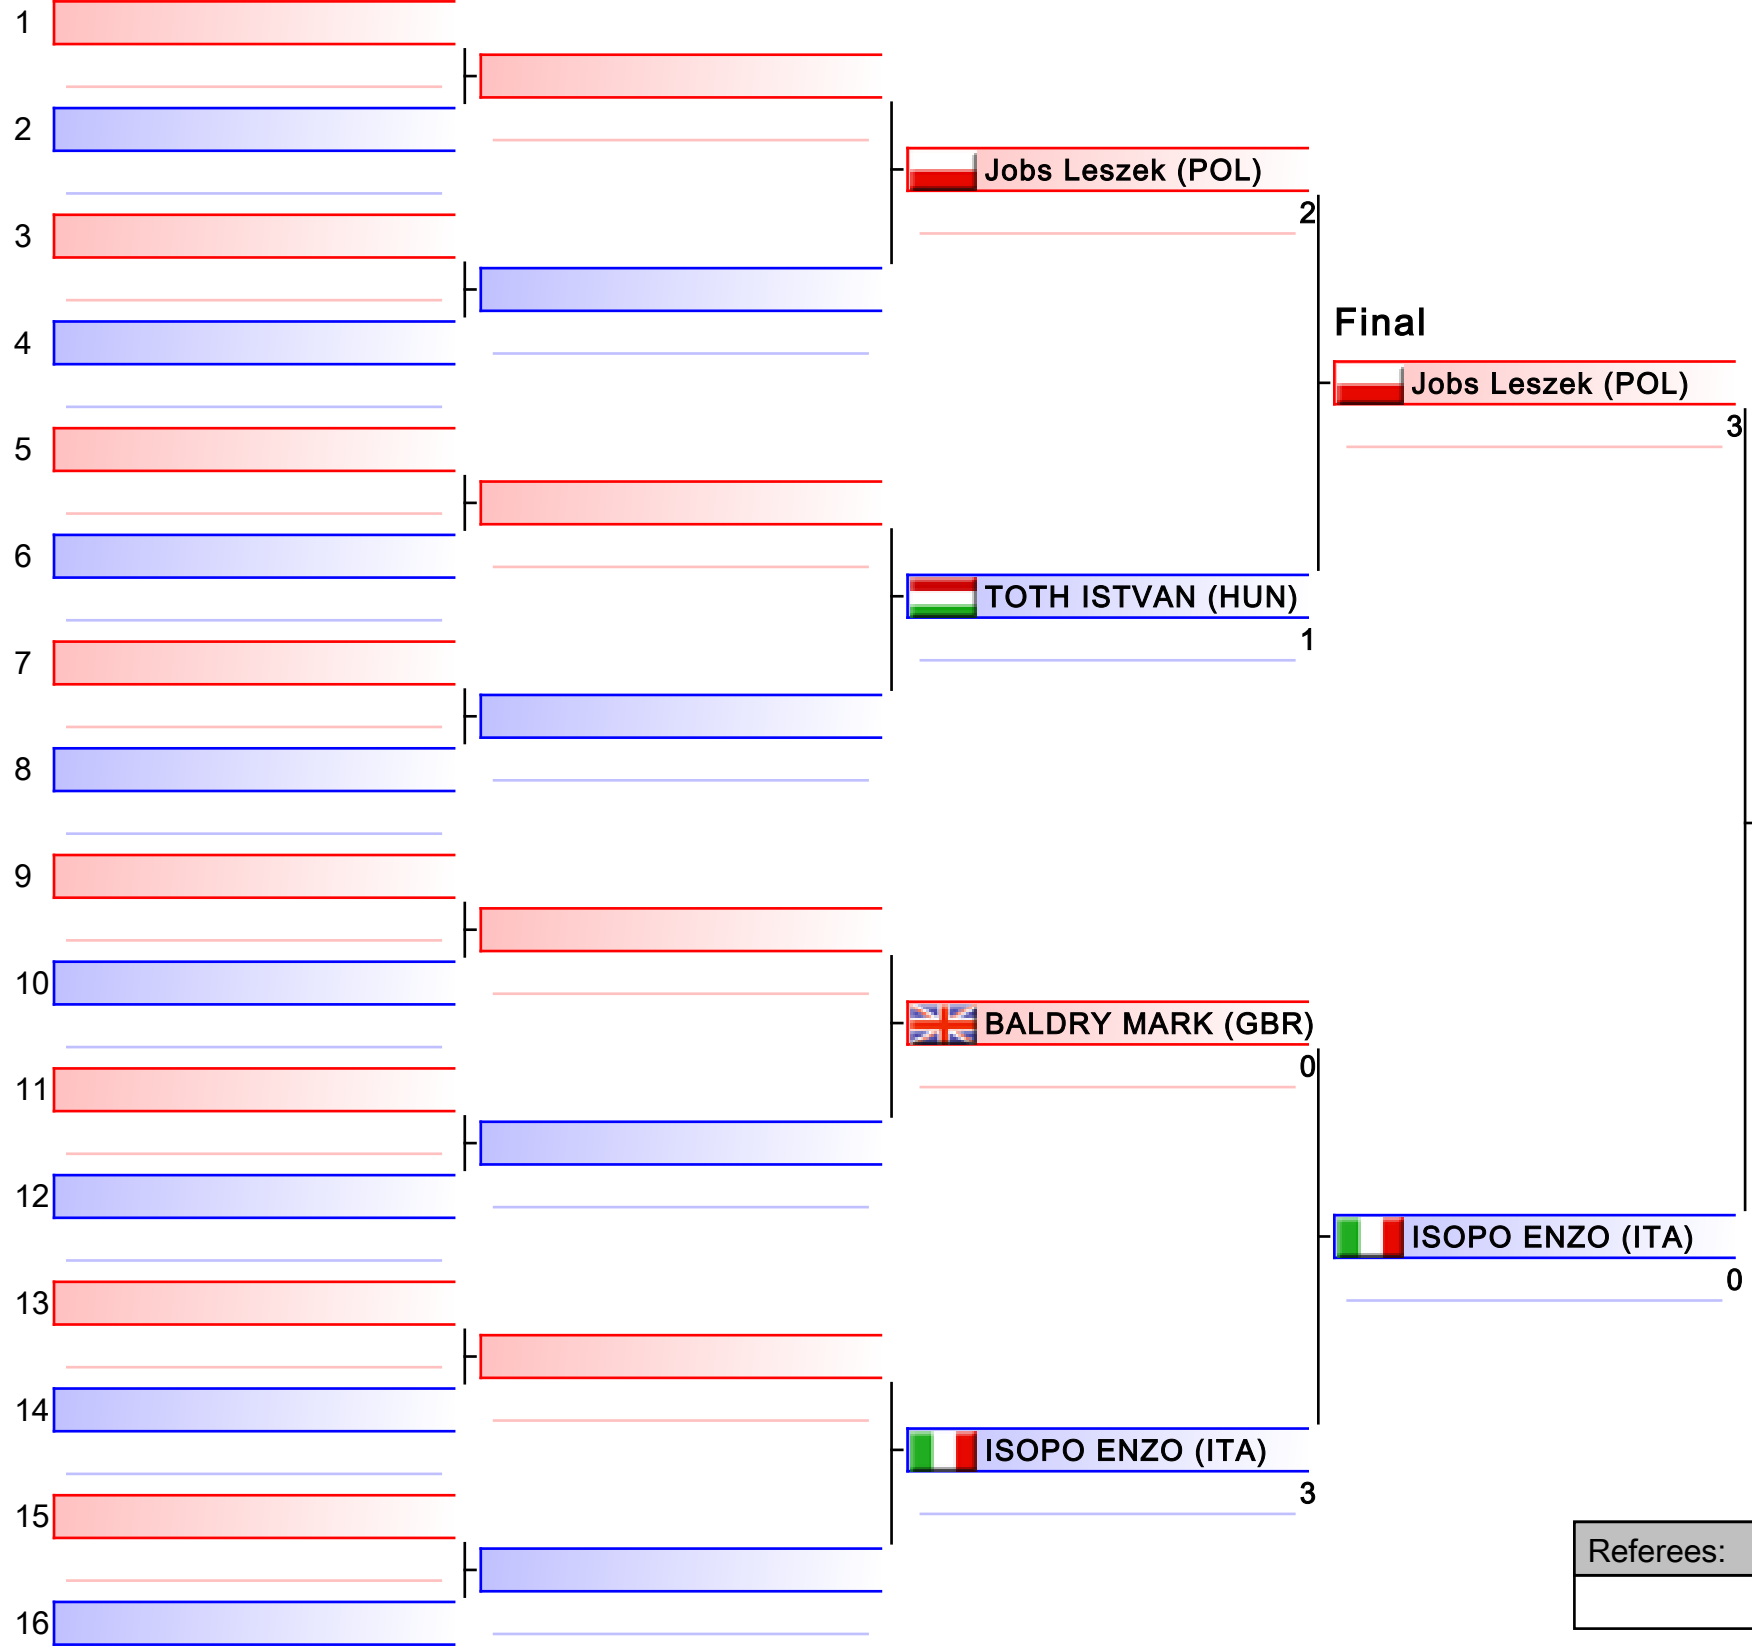 1
2
Jobs Leszek (POL)
2
3
4
Final
Jobs Leszek (POL)
3
5
6
TOTH ISTVAN (HUN)
1
7
8
9
10
BALDRY MARK (GBR)
0
11
12
ISOPO ENZO (ITA)
0
13
14
ISOPO ENZO (ITA)
3
15
Referees:
16